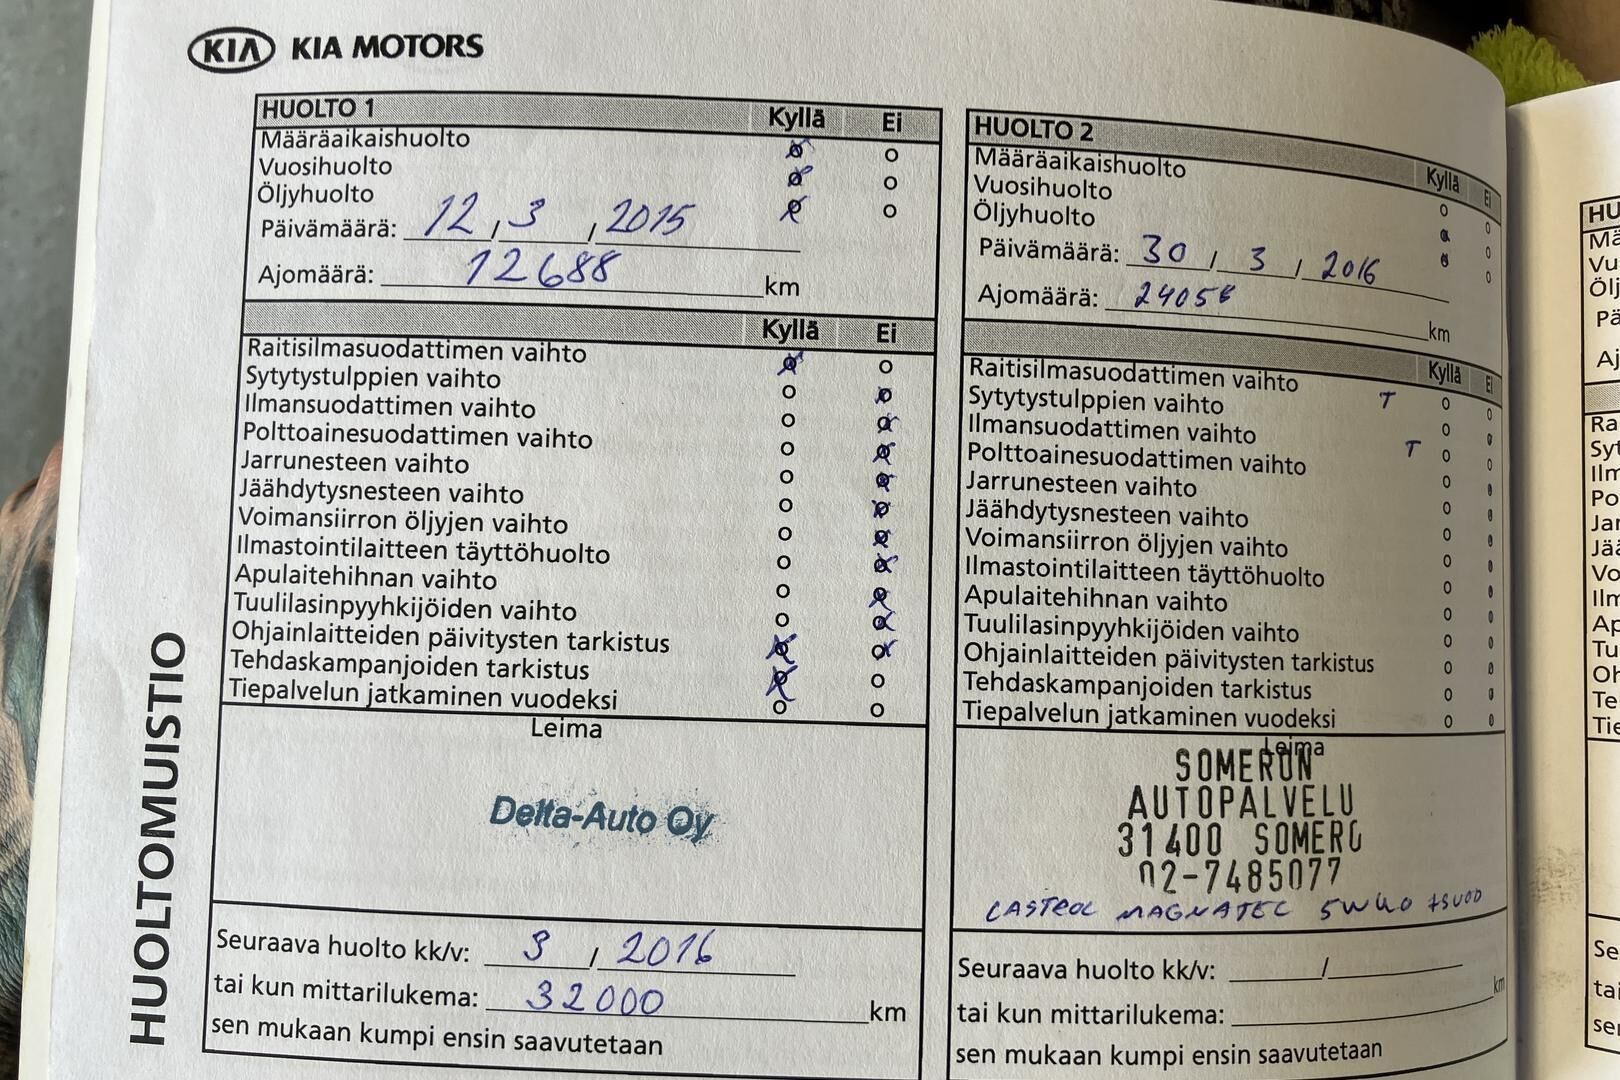 KIA KIA MOTORS
HUOLTOMUISTIO
HUOLTO 1 Kyllä Ei
Määräaikaishuolto
Vuosihuolto
Öljyhuolto
Päivämäärä: 12 / 3 / 2015
Ajomäärä: 12688 km
Kyllä Ei
Raitisilmasuodattimen vaihto
Sytytystulppien vaihto
Ilmansuodattimen vaihto
Polttoainesuodattimen vaihto
Jarrunesteen vaihto
Jäähdytysnesteen vaihto
Voimansiirron öljyjen vaihto
Ilmastointilaitteen täyttöhuolto
Apulaitehihnan vaihto
Tuulilasinpyyhkijöiden vaihto
Ohjainlaitteiden päivitysten tarkistus
Tehdaskampanjoiden tarkistus
Tiepalvelun jatkaminen vuodeksi
Leima
Delta-Auto Oy
Seuraava huolto kk/v: 3 / 2016
tai kun mittarilukema: 32000 km
sen mukaan kumpi ensin saavutetaan
HUOLTO 2 Kyllä Ei
Määräaikaishuolto
Vuosihuolto
Öljyhuolto
Päivämäärä: 30 / 3 / 2016
Ajomäärä: 24056 km
Kyllä Ei
Raitisilmasuodattimen vaihto
Sytytystulppien vaihto T
Ilmansuodattimen vaihto
Polttoainesuodattimen vaihto T
Jarrunesteen vaihto
Jäähdytysnesteen vaihto
Voimansiirron öljyjen vaihto
Ilmastointilaitteen täyttöhuolto
Apulaitehihnan vaihto
Tuulilasinpyyhkijöiden vaihto
Ohjainlaitteiden päivitysten tarkistus
Tehdaskampanjoiden tarkistus
Tiepalvelun jatkaminen vuodeksi
Leima
SOMERON
AUTOPALVELU
31400 SOMERO
02-7485077
CASTROL MAGNATEC 5W40
Seuraava huolto kk/v: /
tai kun mittarilukema: km
sen mukaan kumpi ensin saavutetaan